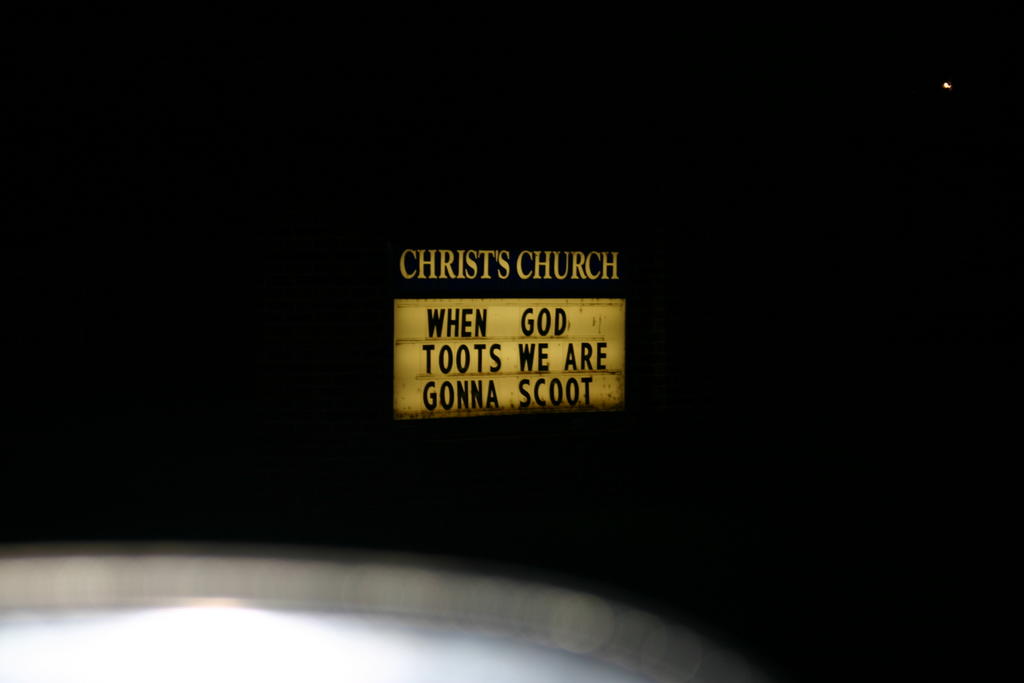 CHRIST'S CHURCH
WHEN GOD
TOOTS WE ARE
GONNA SCOOT